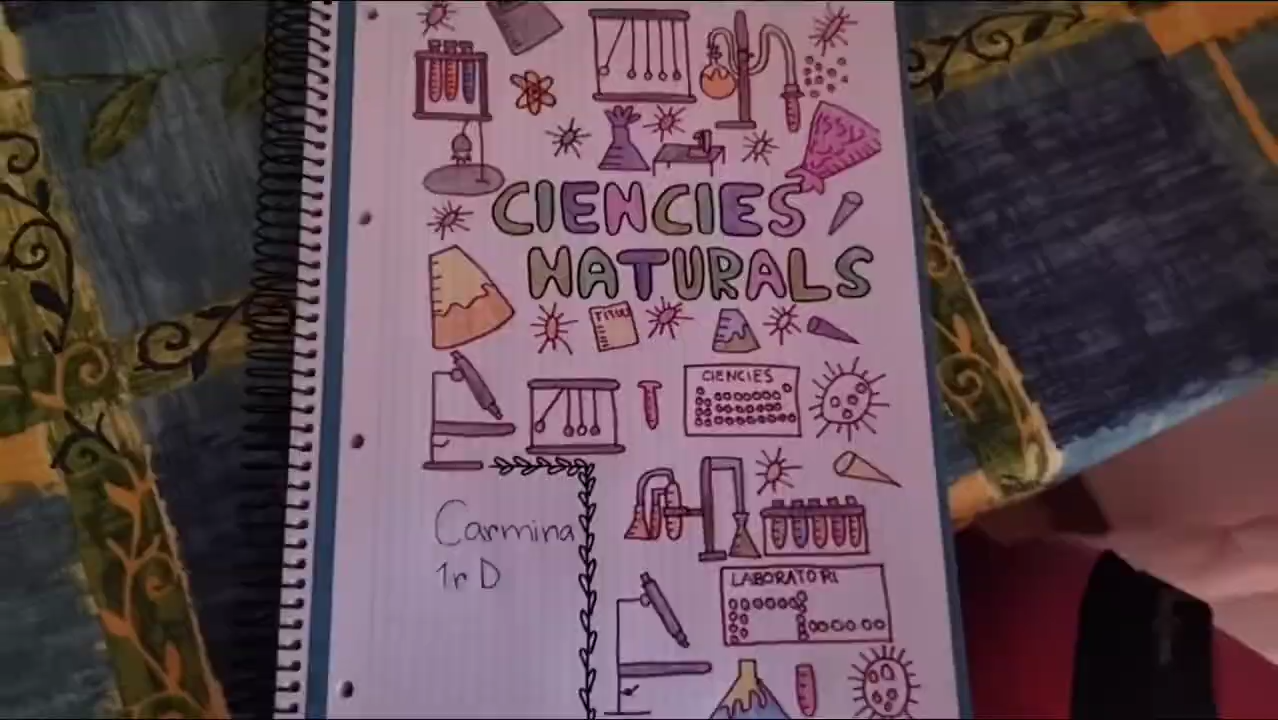 CIENCIES
NATURALS
TITOL
CIENCIES
Carmina
1r D
LABORATORI